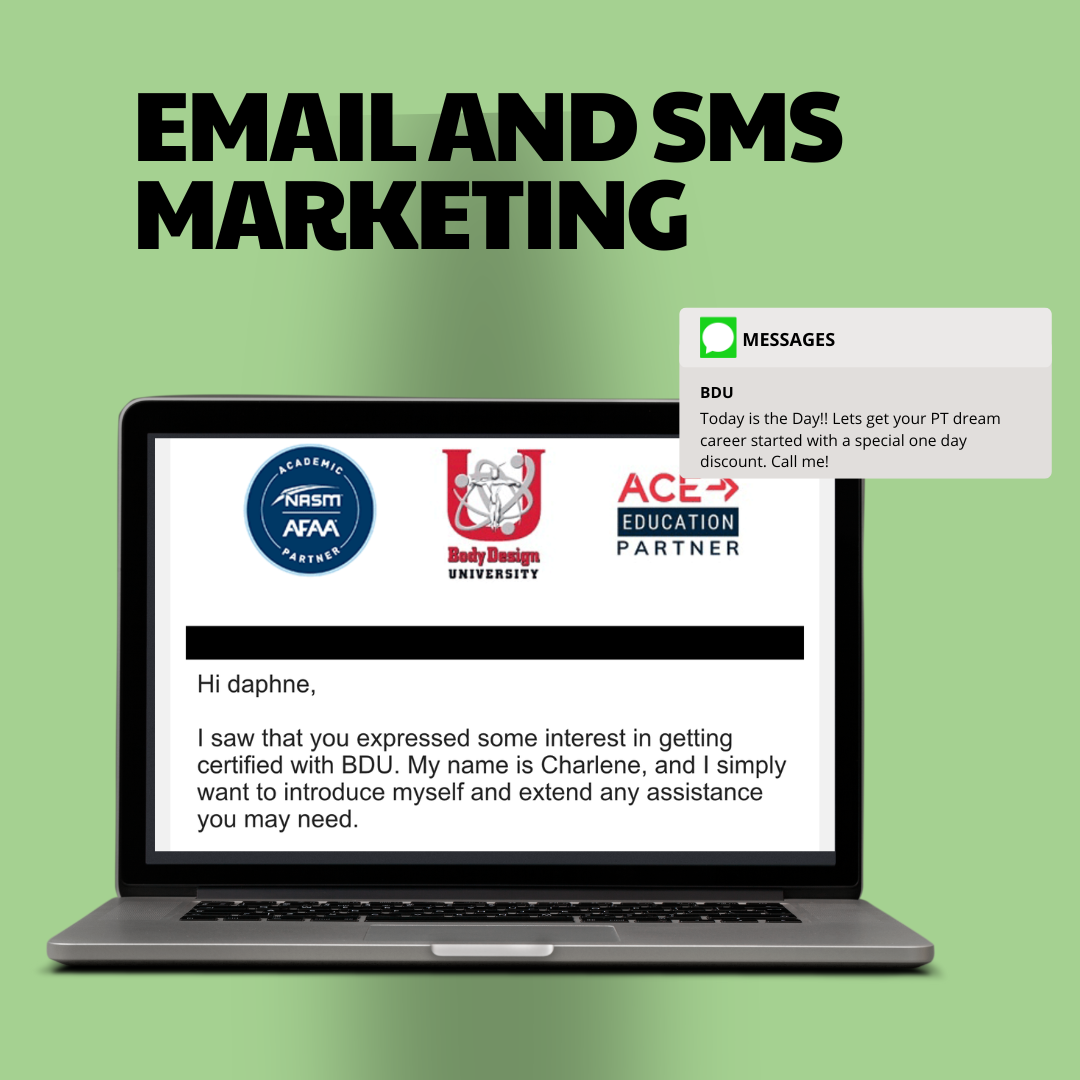 EMAIL AND SMS
MARKETING
MESSAGES
BDU
Today is the Day!! Lets get your PT dream
career started with a special one day
discount. Call me!
ACADEMIC
NASM
AFAA
PARTNER
U
Body Design
UNIVERSITY
ACE
EDUCATION
PARTNER
Hi daphne,
I saw that you expressed some interest in getting
certified with BDU. My name is Charlene, and I simply
want to introduce myself and extend any assistance
you may need.